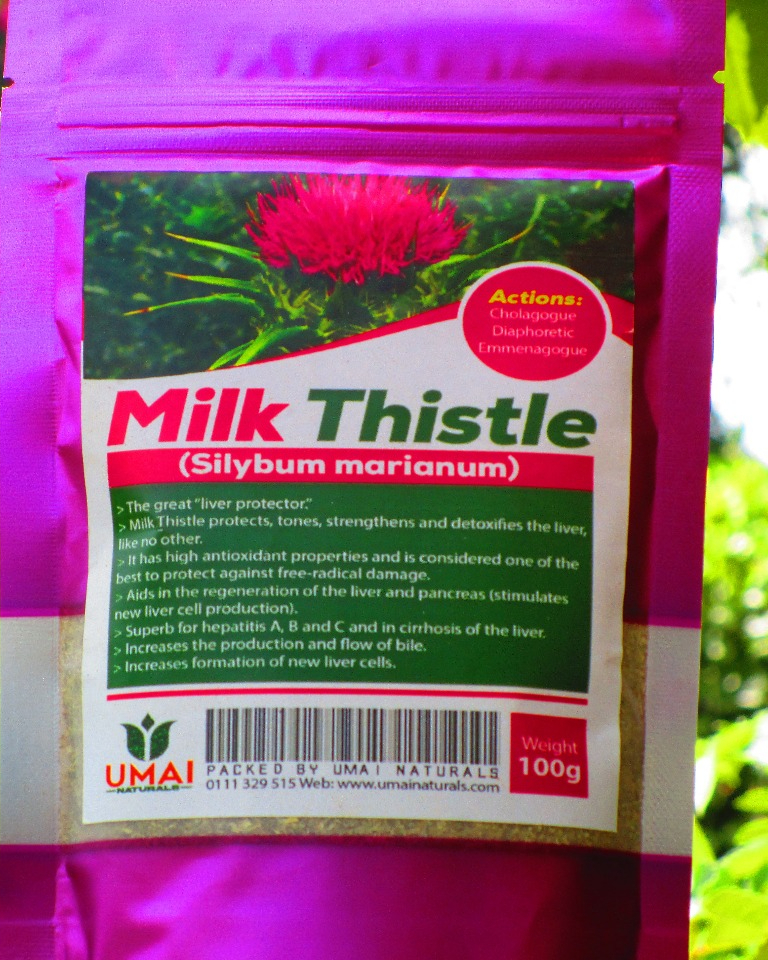 Actions:
Cholagogue
Diaphoretic
Emmenagogue
Milk Thistle
(Silybum marianum)
> The great "liver protector."
> Milk Thistle protects, tones, strengthens and detoxifies the liver,
like no other.
> It has high antioxidant properties and is considered one of the
best to protect against free-radical damage.
> Aids in the regeneration of the liver and pancreas (stimulates
new liver cell production).
> Superb for hepatitis A, B and C and in cirrhosis of the liver.
> Increases the production and flow of bile.
> Increases formation of new liver cells.
UMAI
NATURALS
PACKED BY UMAI NATURALS
0111 329 515 Web: www.umainaturals.com
Weight
100g